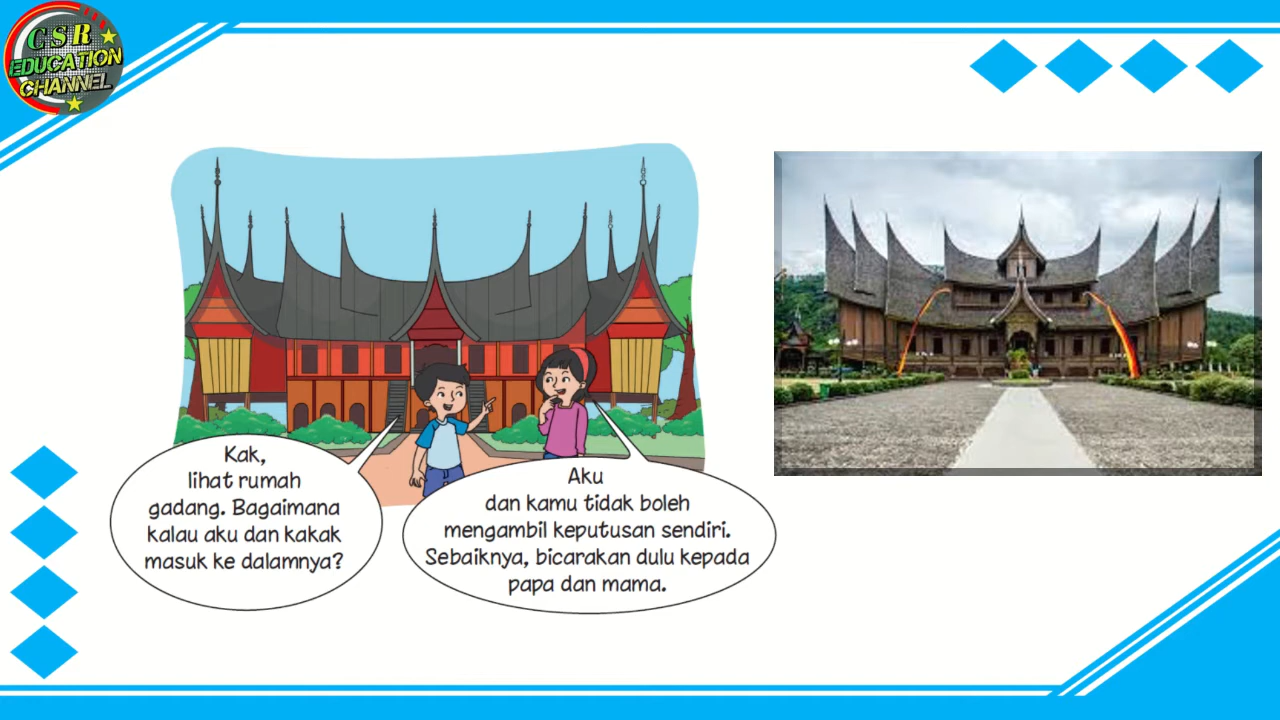 CSR
EDUCATION
CHANNEL
Kak,
lihat rumah
gadang. Bagaimana
kalau aku dan kakak
masuk ke dalamnya?
Aku
dan kamu tidak boleh
mengambil keputusan sendiri.
Sebaiknya, bicarakan dulu kepada
papa dan mama.